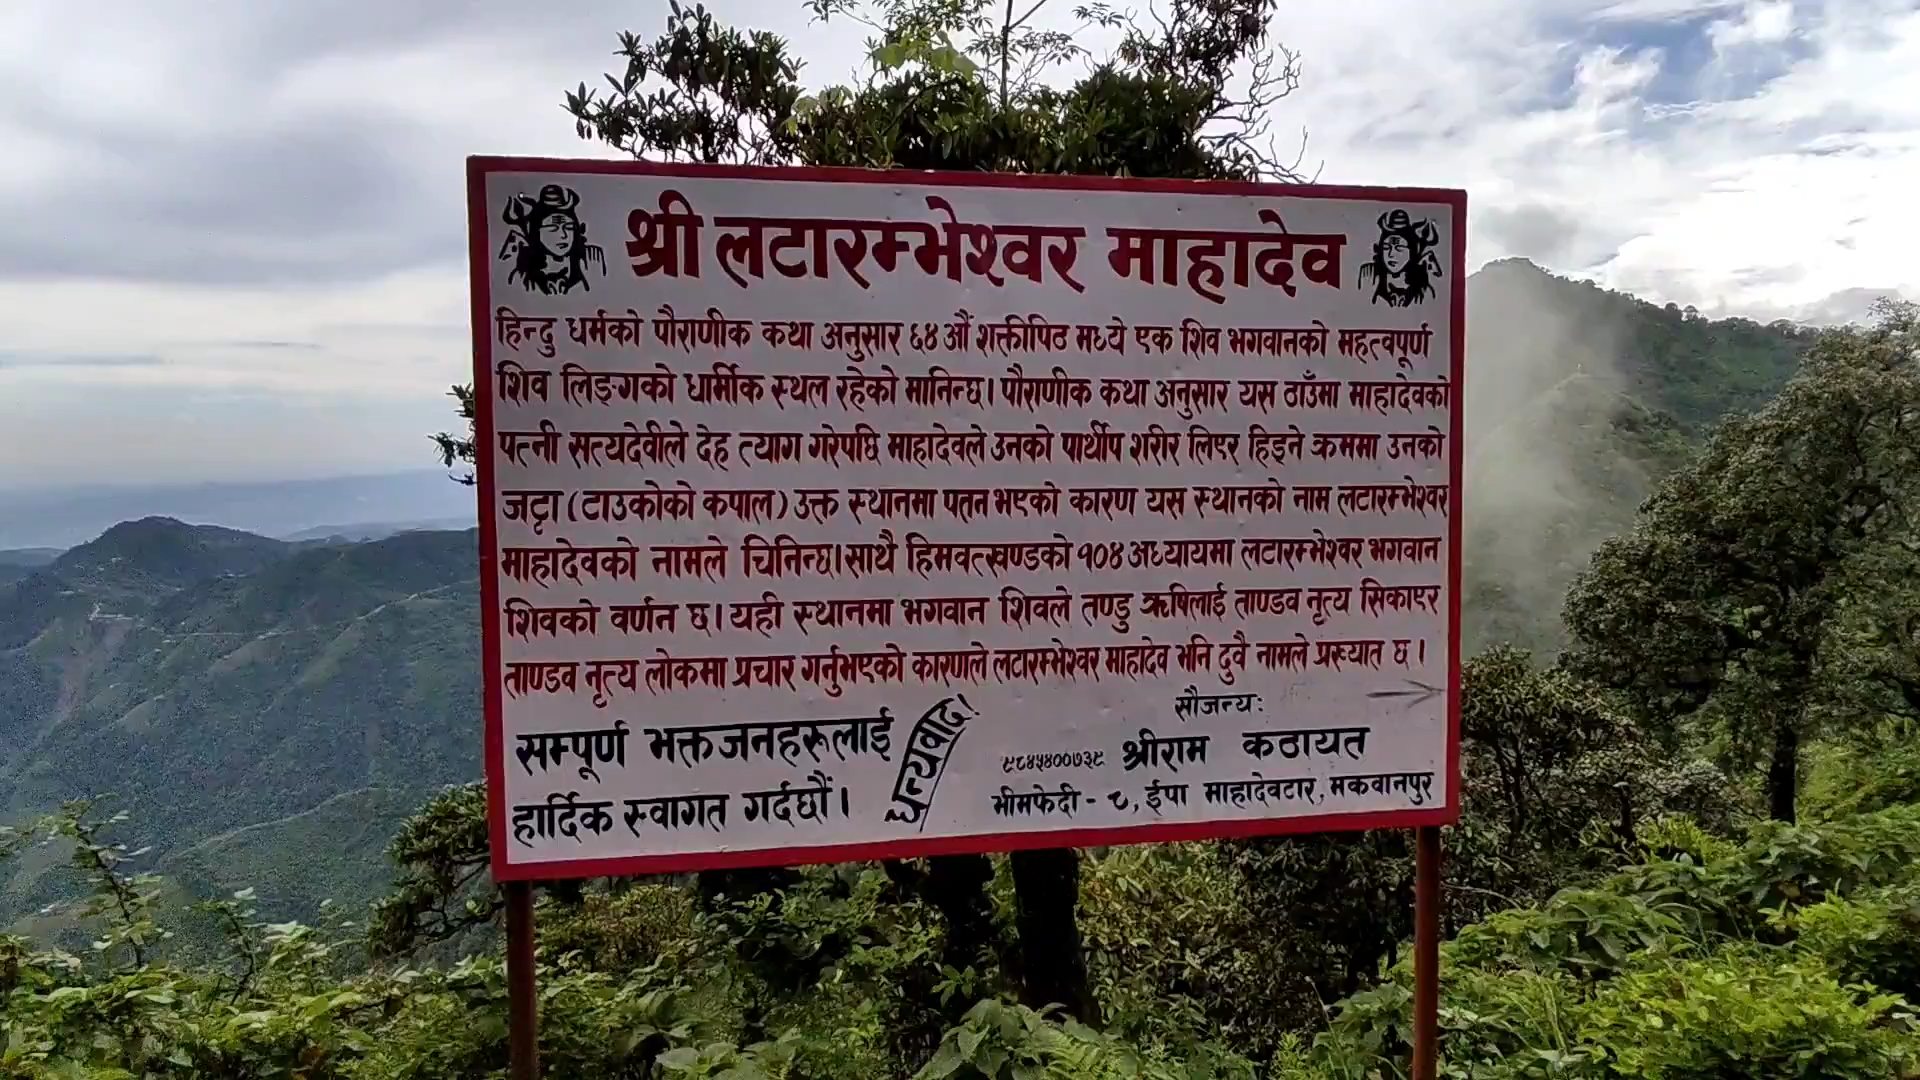 श्री लटारम्भेश्वर माहादेव
हिन्दु धर्मको पौराणीक कथा अनुसार ६४ औं शक्तीपिठ मध्ये एक शिव भगवानको महत्वपूर्ण
शिव लिङ्गको धार्मीक स्थल रहेको मानिन्छ। पौराणीक कथा अनुसार यस ठाउँमा माहादेवको
पत्नी सत्यदेवीले देह त्याग गरेपछि माहादेवले उनको पार्थीप शरीर लिएर हिड्ने क्रममा उनको
जट्टा (टाउकोको कपाल) उक्त स्थानमा पतन भएको कारण यस स्थानको नाम लटारम्भेश्वर
माहादेवको नामले चिनिन्छ। साथै हिमवत्खण्डको १०४ अध्यायमा लटारम्भेश्वर भगवान
शिवको वर्णन छ। यही स्थानमा भगवान शिवले तण्डु ऋषिलाई ताण्डव नृत्य सिकाएर
ताण्डव नृत्य लोकमा प्रचार गर्नुभएको कारणले लटारम्भेश्वर माहादेव भनि दुवै नामले प्रख्यात छ।
सम्पूर्ण भक्तजनहरूलाई
हार्दिक स्वागत गर्दछौं।
धन्यवाद!
सौजन्य:
९८४५४००७३९ श्रीराम कठायत
भीमफेदी - ८, ईपा माहादेवटार, मकवानपुर